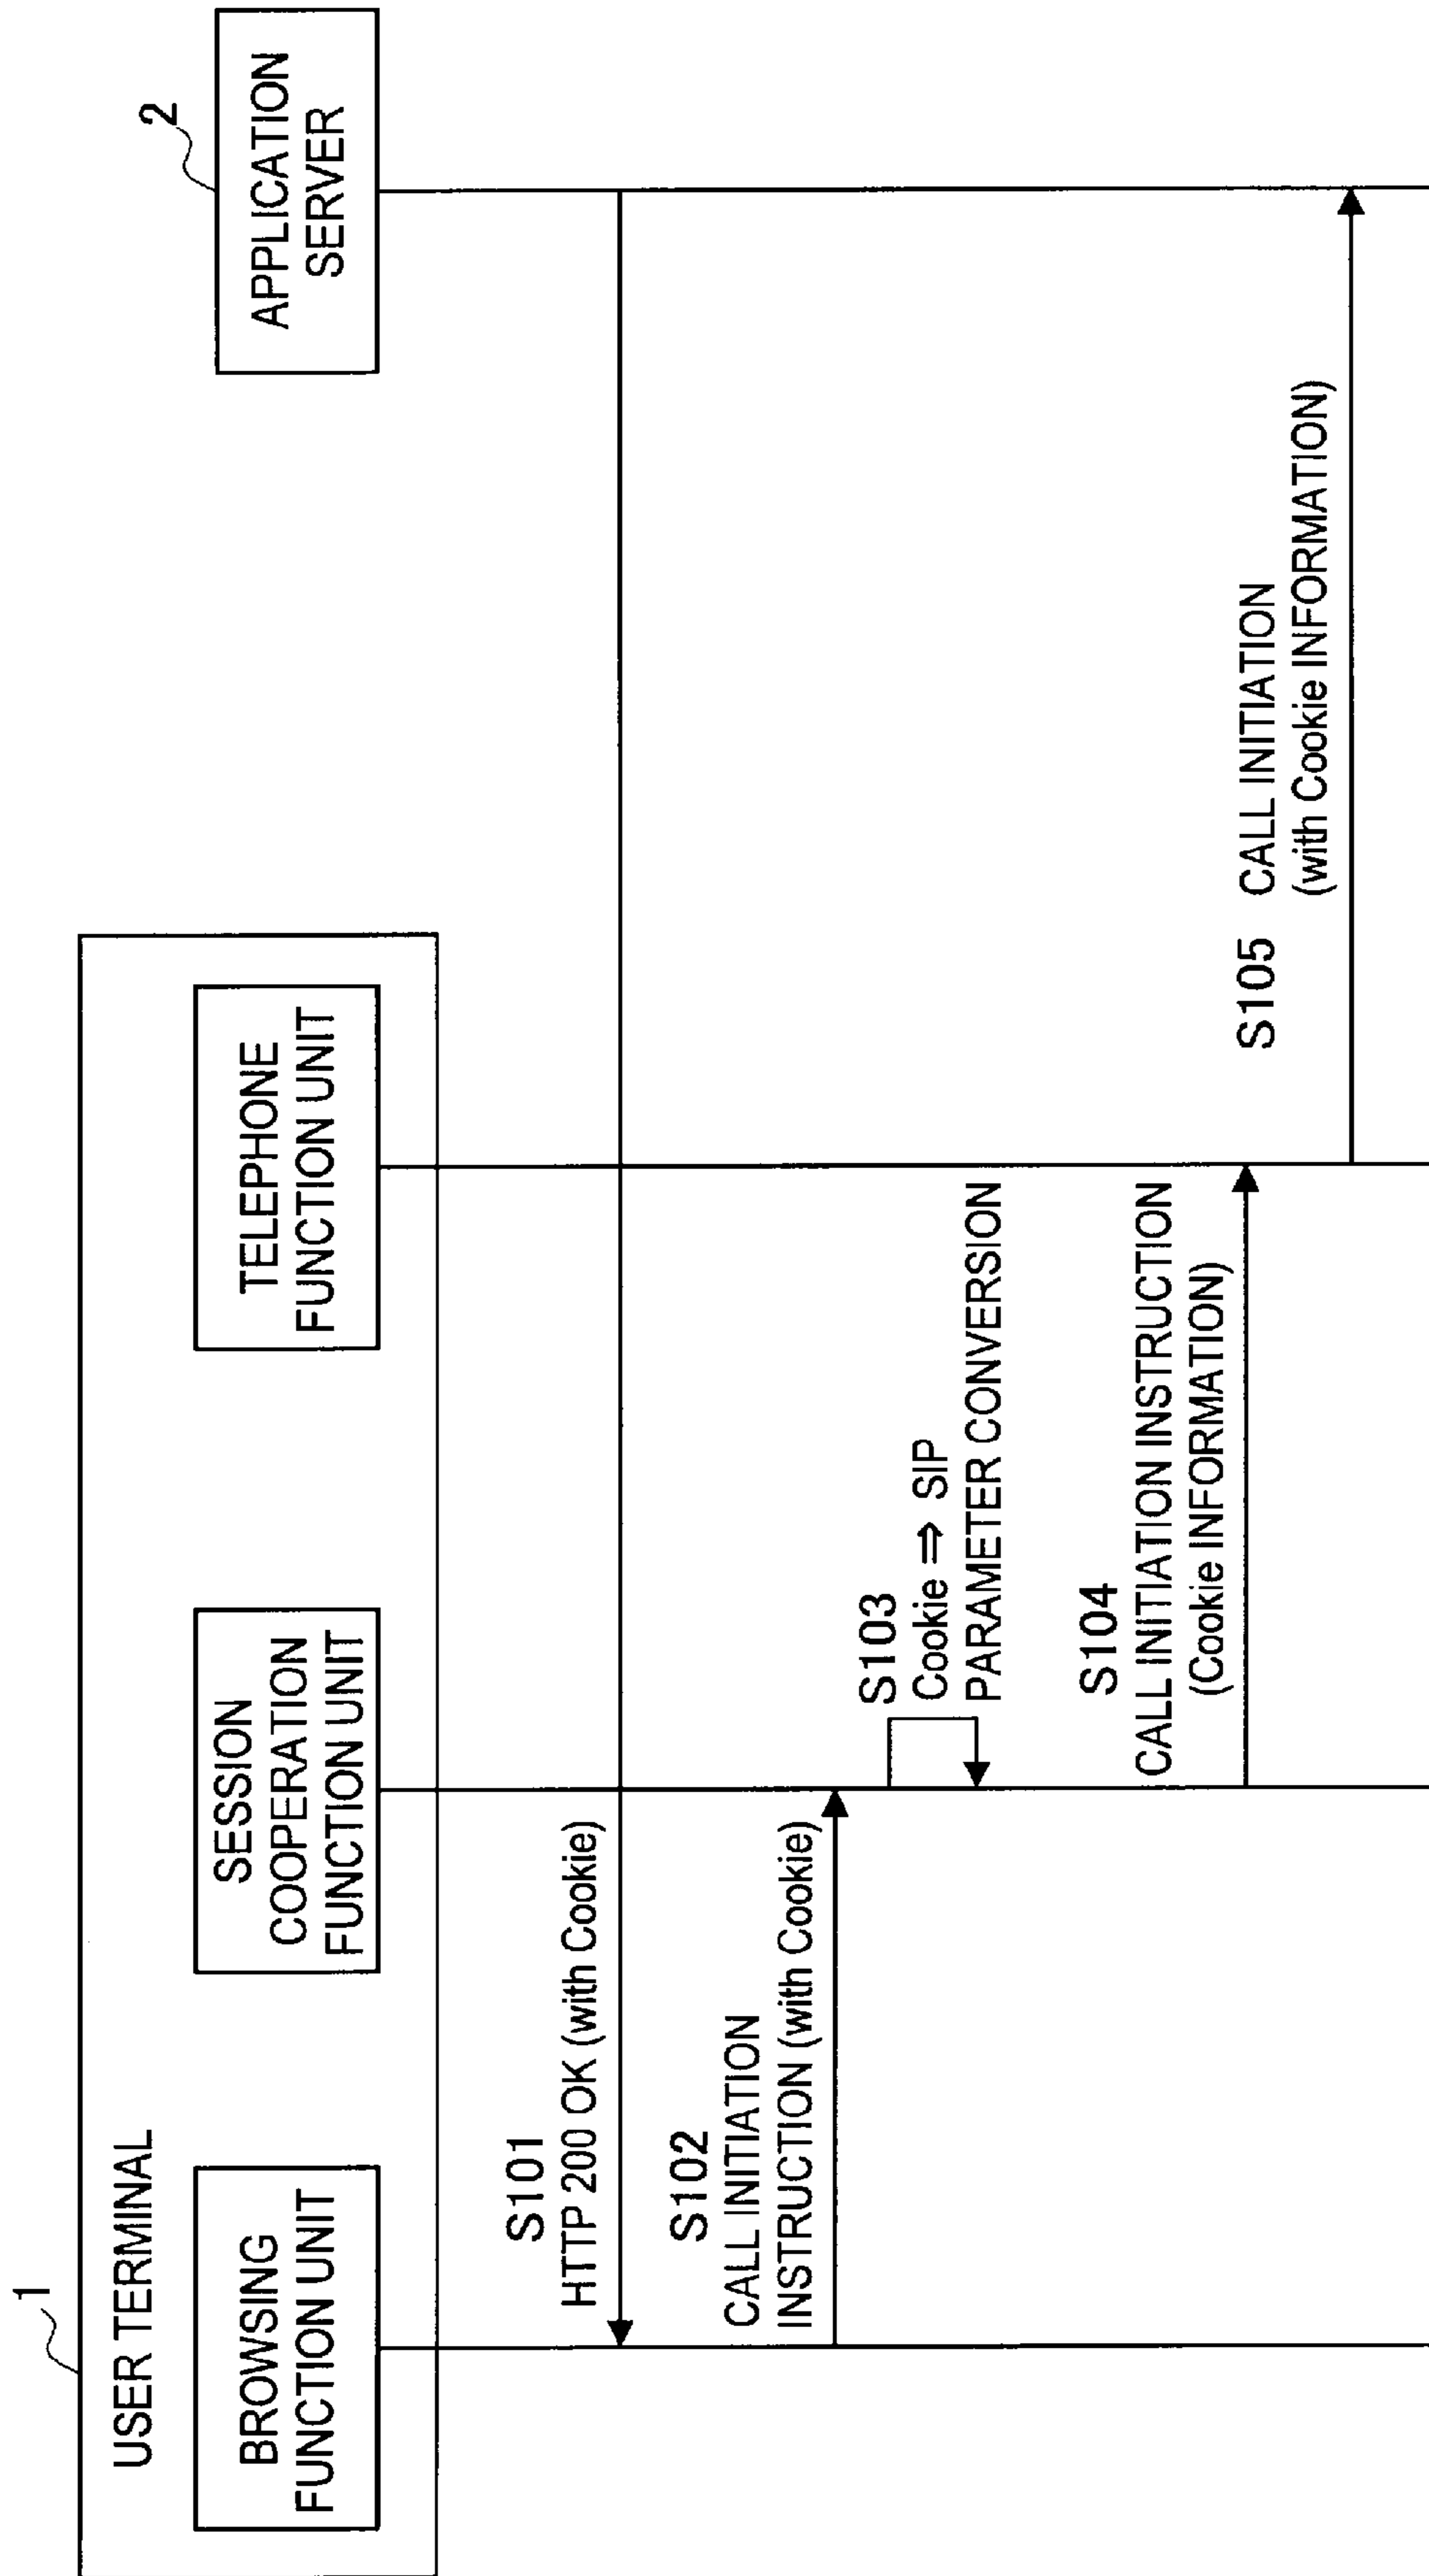 1
USER TERMINAL
BROWSING
FUNCTION UNIT
SESSION
COOPERATION
FUNCTION UNIT
TELEPHONE
FUNCTION UNIT
2
APPLICATION
SERVER
S101
HTTP 200 OK (with Cookie)
S102
CALL INITIATION
INSTRUCTION (with Cookie)
S103
Cookie ⇒ SIP
PARAMETER CONVERSION
S104
CALL INITIATION INSTRUCTION
(Cookie INFORMATION)
S105 CALL INITIATION
(with Cookie INFORMATION)